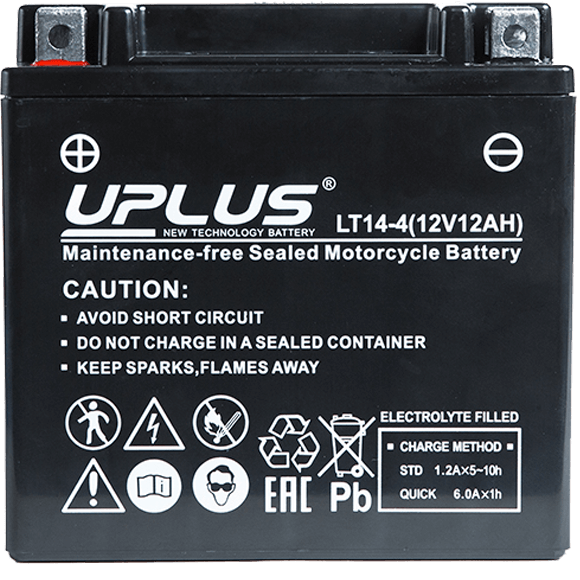 UPLUS®
NEW TECHNOLOGY BATTERY
LT14-4(12V12AH)
Maintenance-free Sealed Motorcycle Battery
CAUTION:
▪ AVOID SHORT CIRCUIT
▪ DO NOT CHARGE IN A SEALED CONTAINER
▪ KEEP SPARKS,FLAMES AWAY
ELECTROLYTE FILLED
▪ CHARGE METHOD
STD 1.2A×5~10h
QUICK 6.0A×1h
EAC Pb